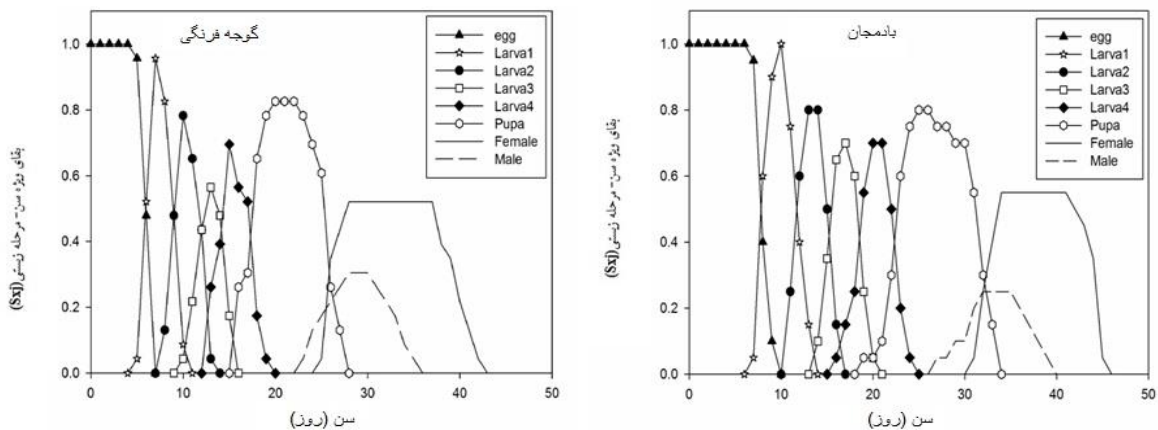 گوجه فرنگی
egg
Larva1
Larva2
Larva3
Larva4
Pupa
Female
Male
1.0
0.8
0.6
0.4
0.2
0.0
بقای ویژه سن- مرحله زیستی(Sxj)
0 10 20 30 40 50
سن (روز)
بادمجان
egg
Larva1
Larva2
Larva3
Larva4
Pupa
Female
Male
1.0
0.8
0.6
0.4
0.2
0.0
بقای ویژه سن- مرحله زیستی(Sxj)
0 10 20 30 40 50
سن (روز)